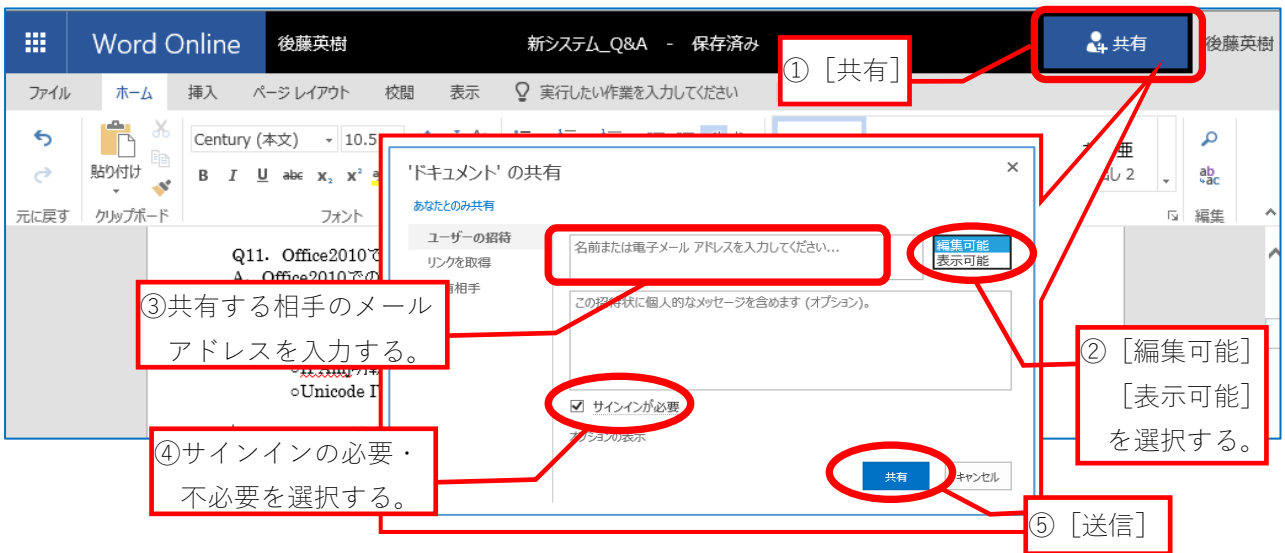 Word Online 後藤英樹 新システム_Q&A - 保存済み 共有 後藤英樹
①［共有］
ファイル ホーム 挿入 ページ レイアウト 校閲 表示 実行したい作業を入力してください
Century (本文) 10.5
貼り付け B I U abc x₂ x² 亜
出し 2
元に戻す クリップボード フォント 編集
'ドキュメント' の共有 ×
あなたとのみ共有
ユーザーの招待
リンクを取得
有相手
名前または電子メール アドレスを入力してください...
編集可能
表示可能
この招待状に個人的なメッセージを含めます (オプション)。
サインインが必要
オプションの表示
共有 キャンセル
Q11．Office2010で
A．Office2010での
○Unicode I
③共有する相手のメール
アドレスを入力する。
②［編集可能］
［表示可能］
を選択する。
④サインインの必要・
不必要を選択する。
⑤［送信］